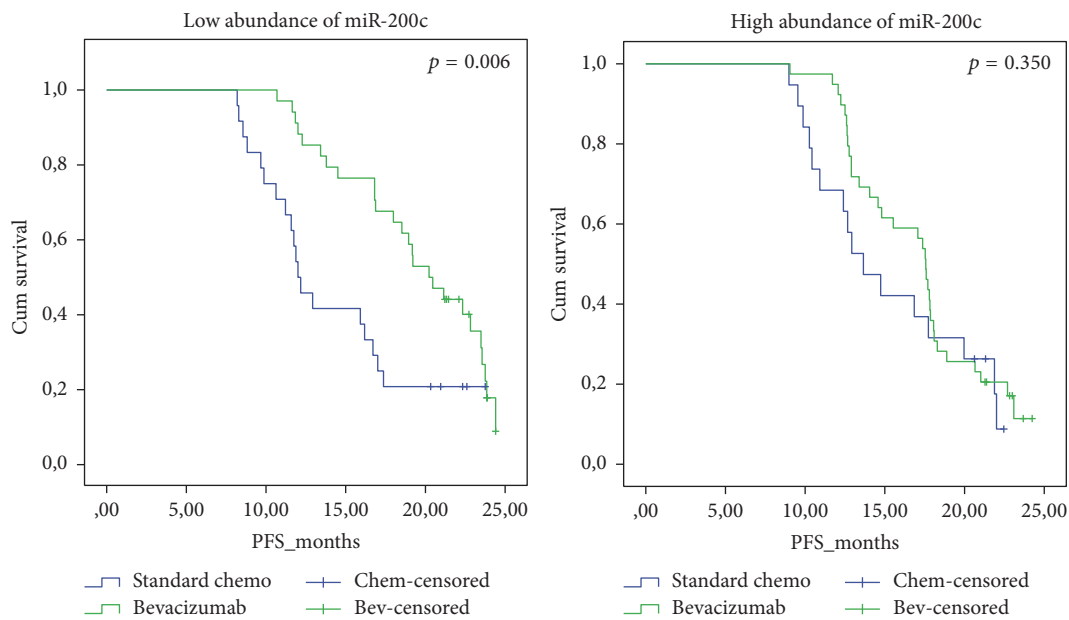 Low abundance of miR-200c
p = 0.006
1,0
0,8
0,6
0,4
0,2
0,0
Cum survival
,00 5,00 10,00 15,00 20,00 25,00
PFS_months
Standard chemo Chem-censored
Bevacizumab Bev-censored
High abundance of miR-200c
p = 0.350
1,0
0,8
0,6
0,4
0,2
0,0
Cum survival
,00 5,00 10,00 15,00 20,00 25,00
PFS_months
Standard chemo Chem-censored
Bevacizumab Bev-censored